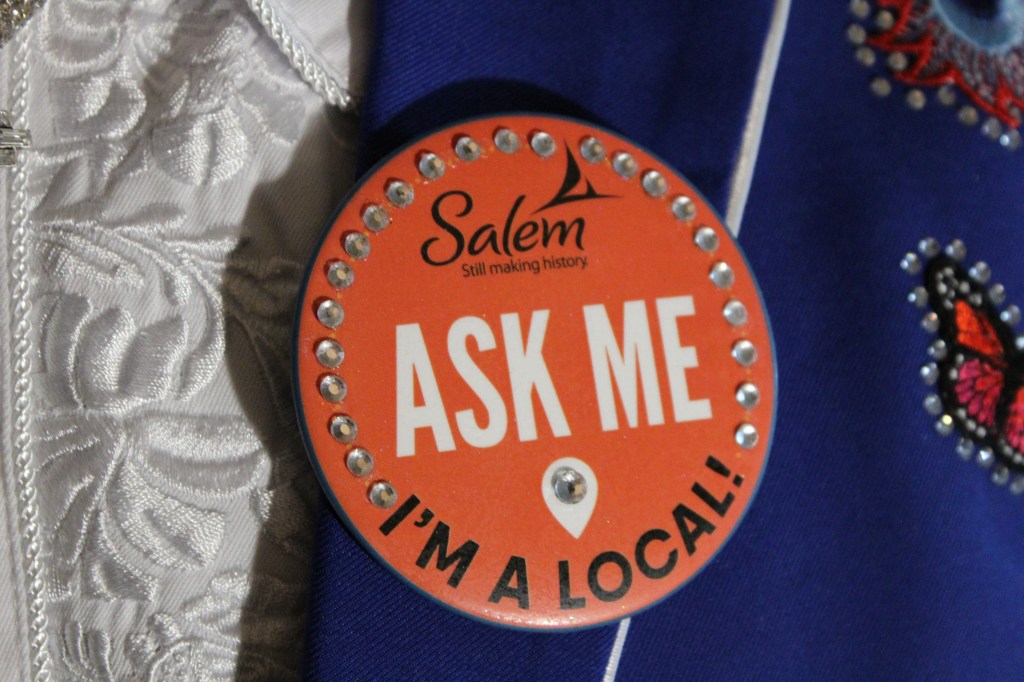 Salem
Still making history.
ASK ME
I'M A LOCAL!